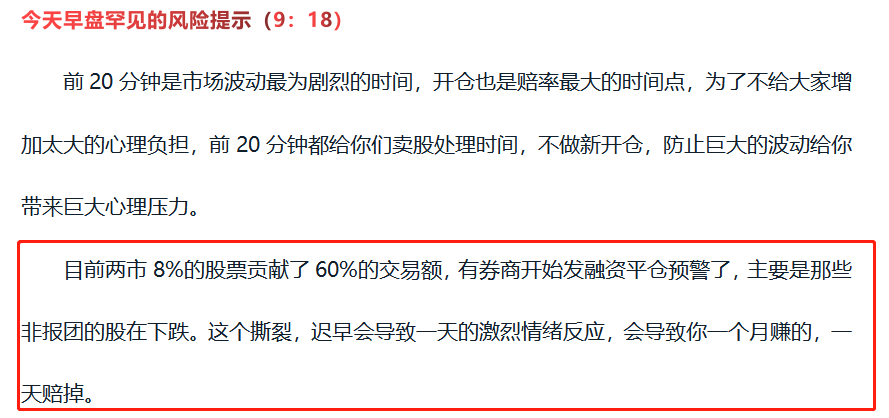 今天早盘罕见的风险提示（9：18）
前 20 分钟是市场波动最为剧烈的时间，开仓也是赔率最大的时间点，为了不给大家增
加太大的心理负担，前 20 分钟都给你们卖股处理时间，不做新开仓，防止巨大的波动给你
带来巨大心理压力。
目前两市 8%的股票贡献了 60%的交易额，有券商开始发融资平仓预警了，主要是那些
非报团的股在下跌。这个撕裂，迟早会导致一天的激烈情绪反应，会导致你一个月赚的，一
天赔掉。